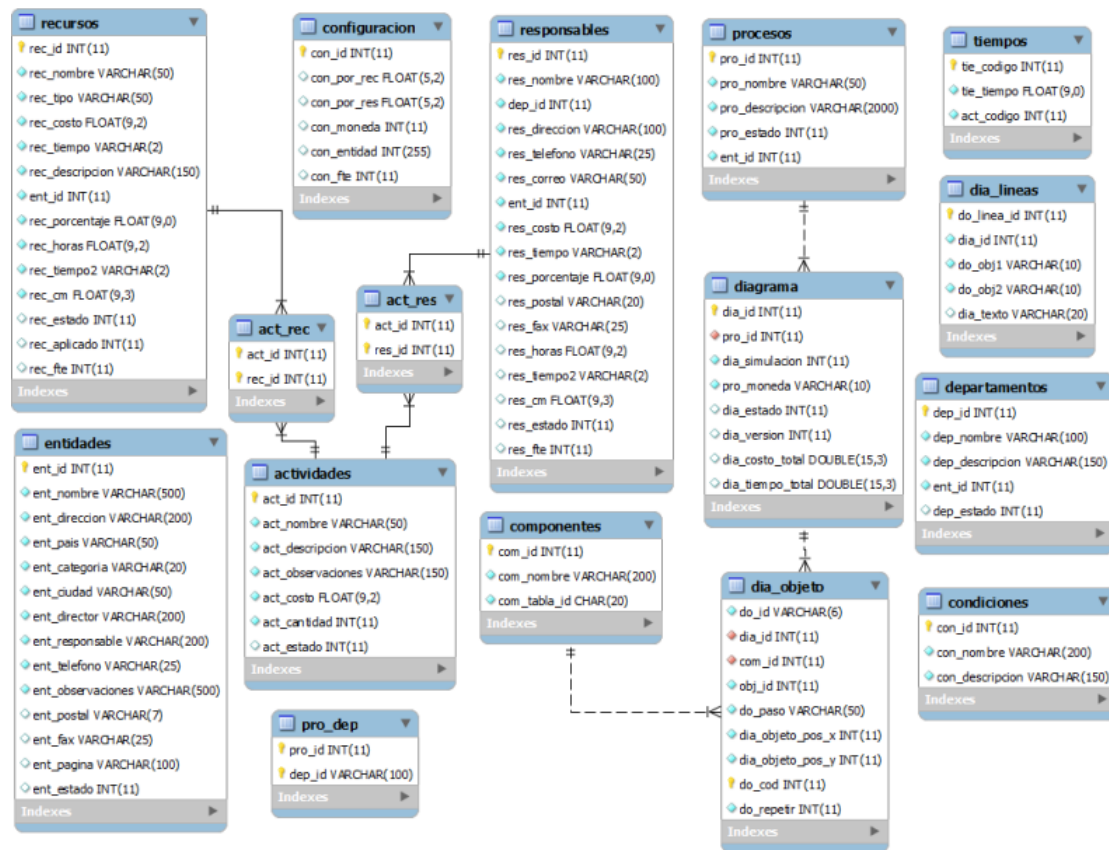 recursos
rec_id INT(11)
rec_nombre VARCHAR(50)
rec_tipo VARCHAR(50)
rec_costo FLOAT(9,2)
rec_tiempo VARCHAR(2)
rec_descripcion VARCHAR(150)
ent_id INT(11)
rec_porcentaje FLOAT(9,0)
rec_horas FLOAT(9,2)
rec_tiempo2 VARCHAR(2)
rec_cm FLOAT(9,3)
rec_estado INT(11)
rec_aplicado INT(11)
rec_fte INT(11)
Indexes
configuracion
con_id INT(11)
con_por_rec FLOAT(5,2)
con_por_res FLOAT(5,2)
con_moneda INT(11)
con_entidad INT(255)
con_fte INT(11)
Indexes
responsables
res_id INT(11)
res_nombre VARCHAR(100)
dep_id INT(11)
res_direccion VARCHAR(100)
res_telefono VARCHAR(25)
res_correo VARCHAR(50)
ent_id INT(11)
res_costo FLOAT(9,2)
res_tiempo VARCHAR(2)
res_porcentaje FLOAT(9,0)
res_postal VARCHAR(20)
res_fax VARCHAR(25)
res_horas FLOAT(9,2)
res_tiempo2 VARCHAR(2)
res_cm FLOAT(9,3)
res_estado INT(11)
res_fte INT(11)
Indexes
procesos
pro_id INT(11)
pro_nombre VARCHAR(50)
pro_descripcion VARCHAR(2000)
pro_estado INT(11)
ent_id INT(11)
Indexes
tiempos
tie_codigo INT(11)
tie_tiempo FLOAT(9,0)
act_codigo INT(11)
Indexes
dia_lineas
do_linea_id INT(11)
dia_id INT(11)
do_obj1 VARCHAR(10)
do_obj2 VARCHAR(10)
dia_texto VARCHAR(20)
Indexes
act_rec
act_id INT(11)
rec_id INT(11)
Indexes
act_res
act_id INT(11)
res_id INT(11)
Indexes
diagrama
dia_id INT(11)
pro_id INT(11)
dia_simulacion INT(11)
pro_moneda VARCHAR(10)
dia_estado INT(11)
dia_version INT(11)
dia_costo_total DOUBLE(15,3)
dia_tiempo_total DOUBLE(15,3)
Indexes
departamentos
dep_id INT(11)
dep_nombre VARCHAR(100)
dep_descripcion VARCHAR(150)
ent_id INT(11)
dep_estado INT(11)
Indexes
entidades
ent_id INT(11)
ent_nombre VARCHAR(500)
ent_direccion VARCHAR(200)
ent_pais VARCHAR(50)
ent_categoria VARCHAR(20)
ent_ciudad VARCHAR(50)
ent_director VARCHAR(200)
ent_responsable VARCHAR(200)
ent_telefono VARCHAR(25)
ent_observaciones VARCHAR(500)
ent_postal VARCHAR(7)
ent_fax VARCHAR(25)
ent_pagina VARCHAR(100)
ent_estado INT(11)
Indexes
actividades
act_id INT(11)
act_nombre VARCHAR(50)
act_descripcion VARCHAR(150)
act_observaciones VARCHAR(150)
act_costo FLOAT(9,2)
act_cantidad INT(11)
act_estado INT(11)
Indexes
componentes
com_id INT(11)
com_nombre VARCHAR(200)
com_tabla_id CHAR(20)
Indexes
dia_objeto
do_id VARCHAR(6)
dia_id INT(11)
com_id INT(11)
obj_id INT(11)
do_paso VARCHAR(50)
dia_objeto_pos_x INT(11)
dia_objeto_pos_y INT(11)
do_cod INT(11)
do_repetir INT(11)
Indexes
condiciones
con_id INT(11)
con_nombre VARCHAR(200)
con_descripcion VARCHAR(150)
Indexes
pro_dep
pro_id INT(11)
dep_id VARCHAR(100)
Indexes